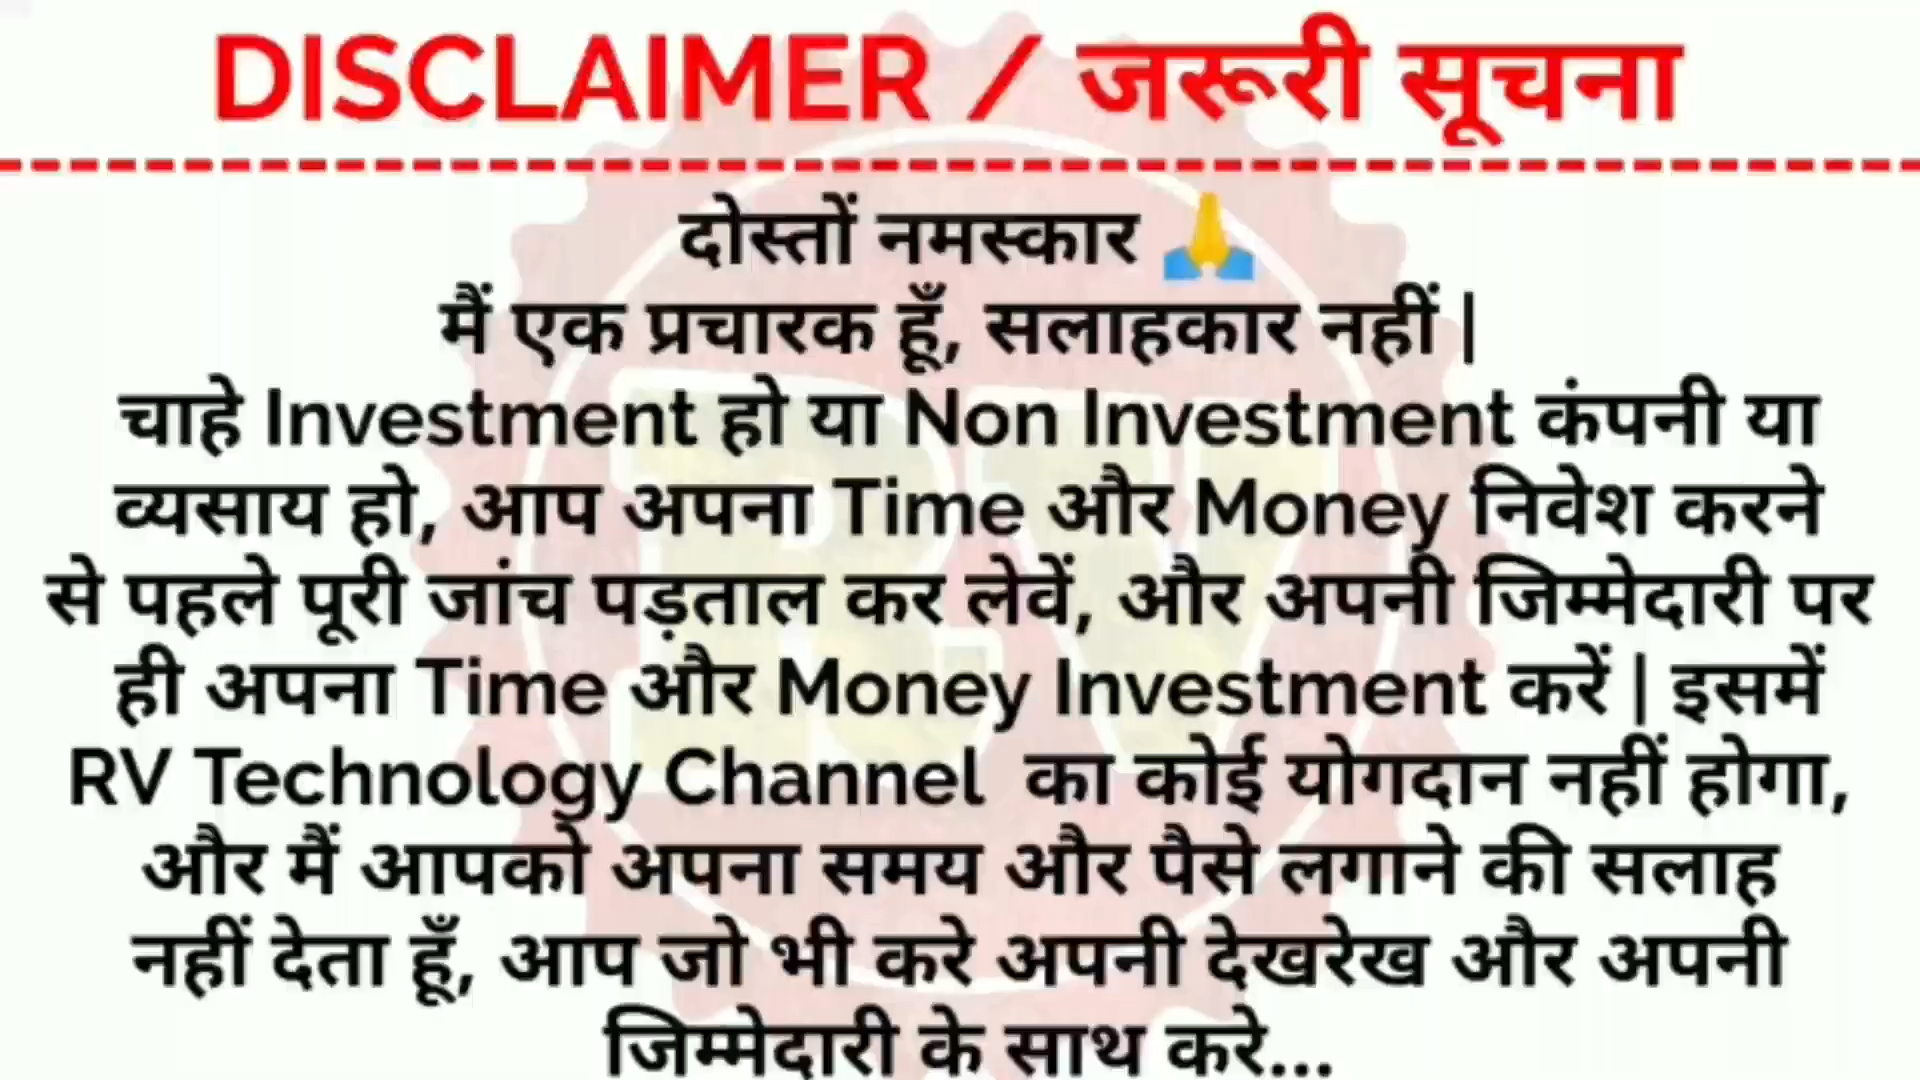 DISCLAIMER / जरूरी सूचना
दोस्तों नमस्कार 🙏
मैं एक प्रचारक हूँ, सलाहकार नहीं |
चाहे Investment हो या Non Investment कंपनी या
व्यसाय हो, आप अपना Time और Money निवेश करने
से पहले पूरी जांच पड़ताल कर लेवें, और अपनी जिम्मेदारी पर
ही अपना Time और Money Investment करें | इसमें
RV Technology Channel का कोई योगदान नहीं होगा,
और मैं आपको अपना समय और पैसे लगाने की सलाह
नहीं देता हूँ, आप जो भी करे अपनी देखरेख और अपनी
जिम्मेदारी के साथ करे...
R.V